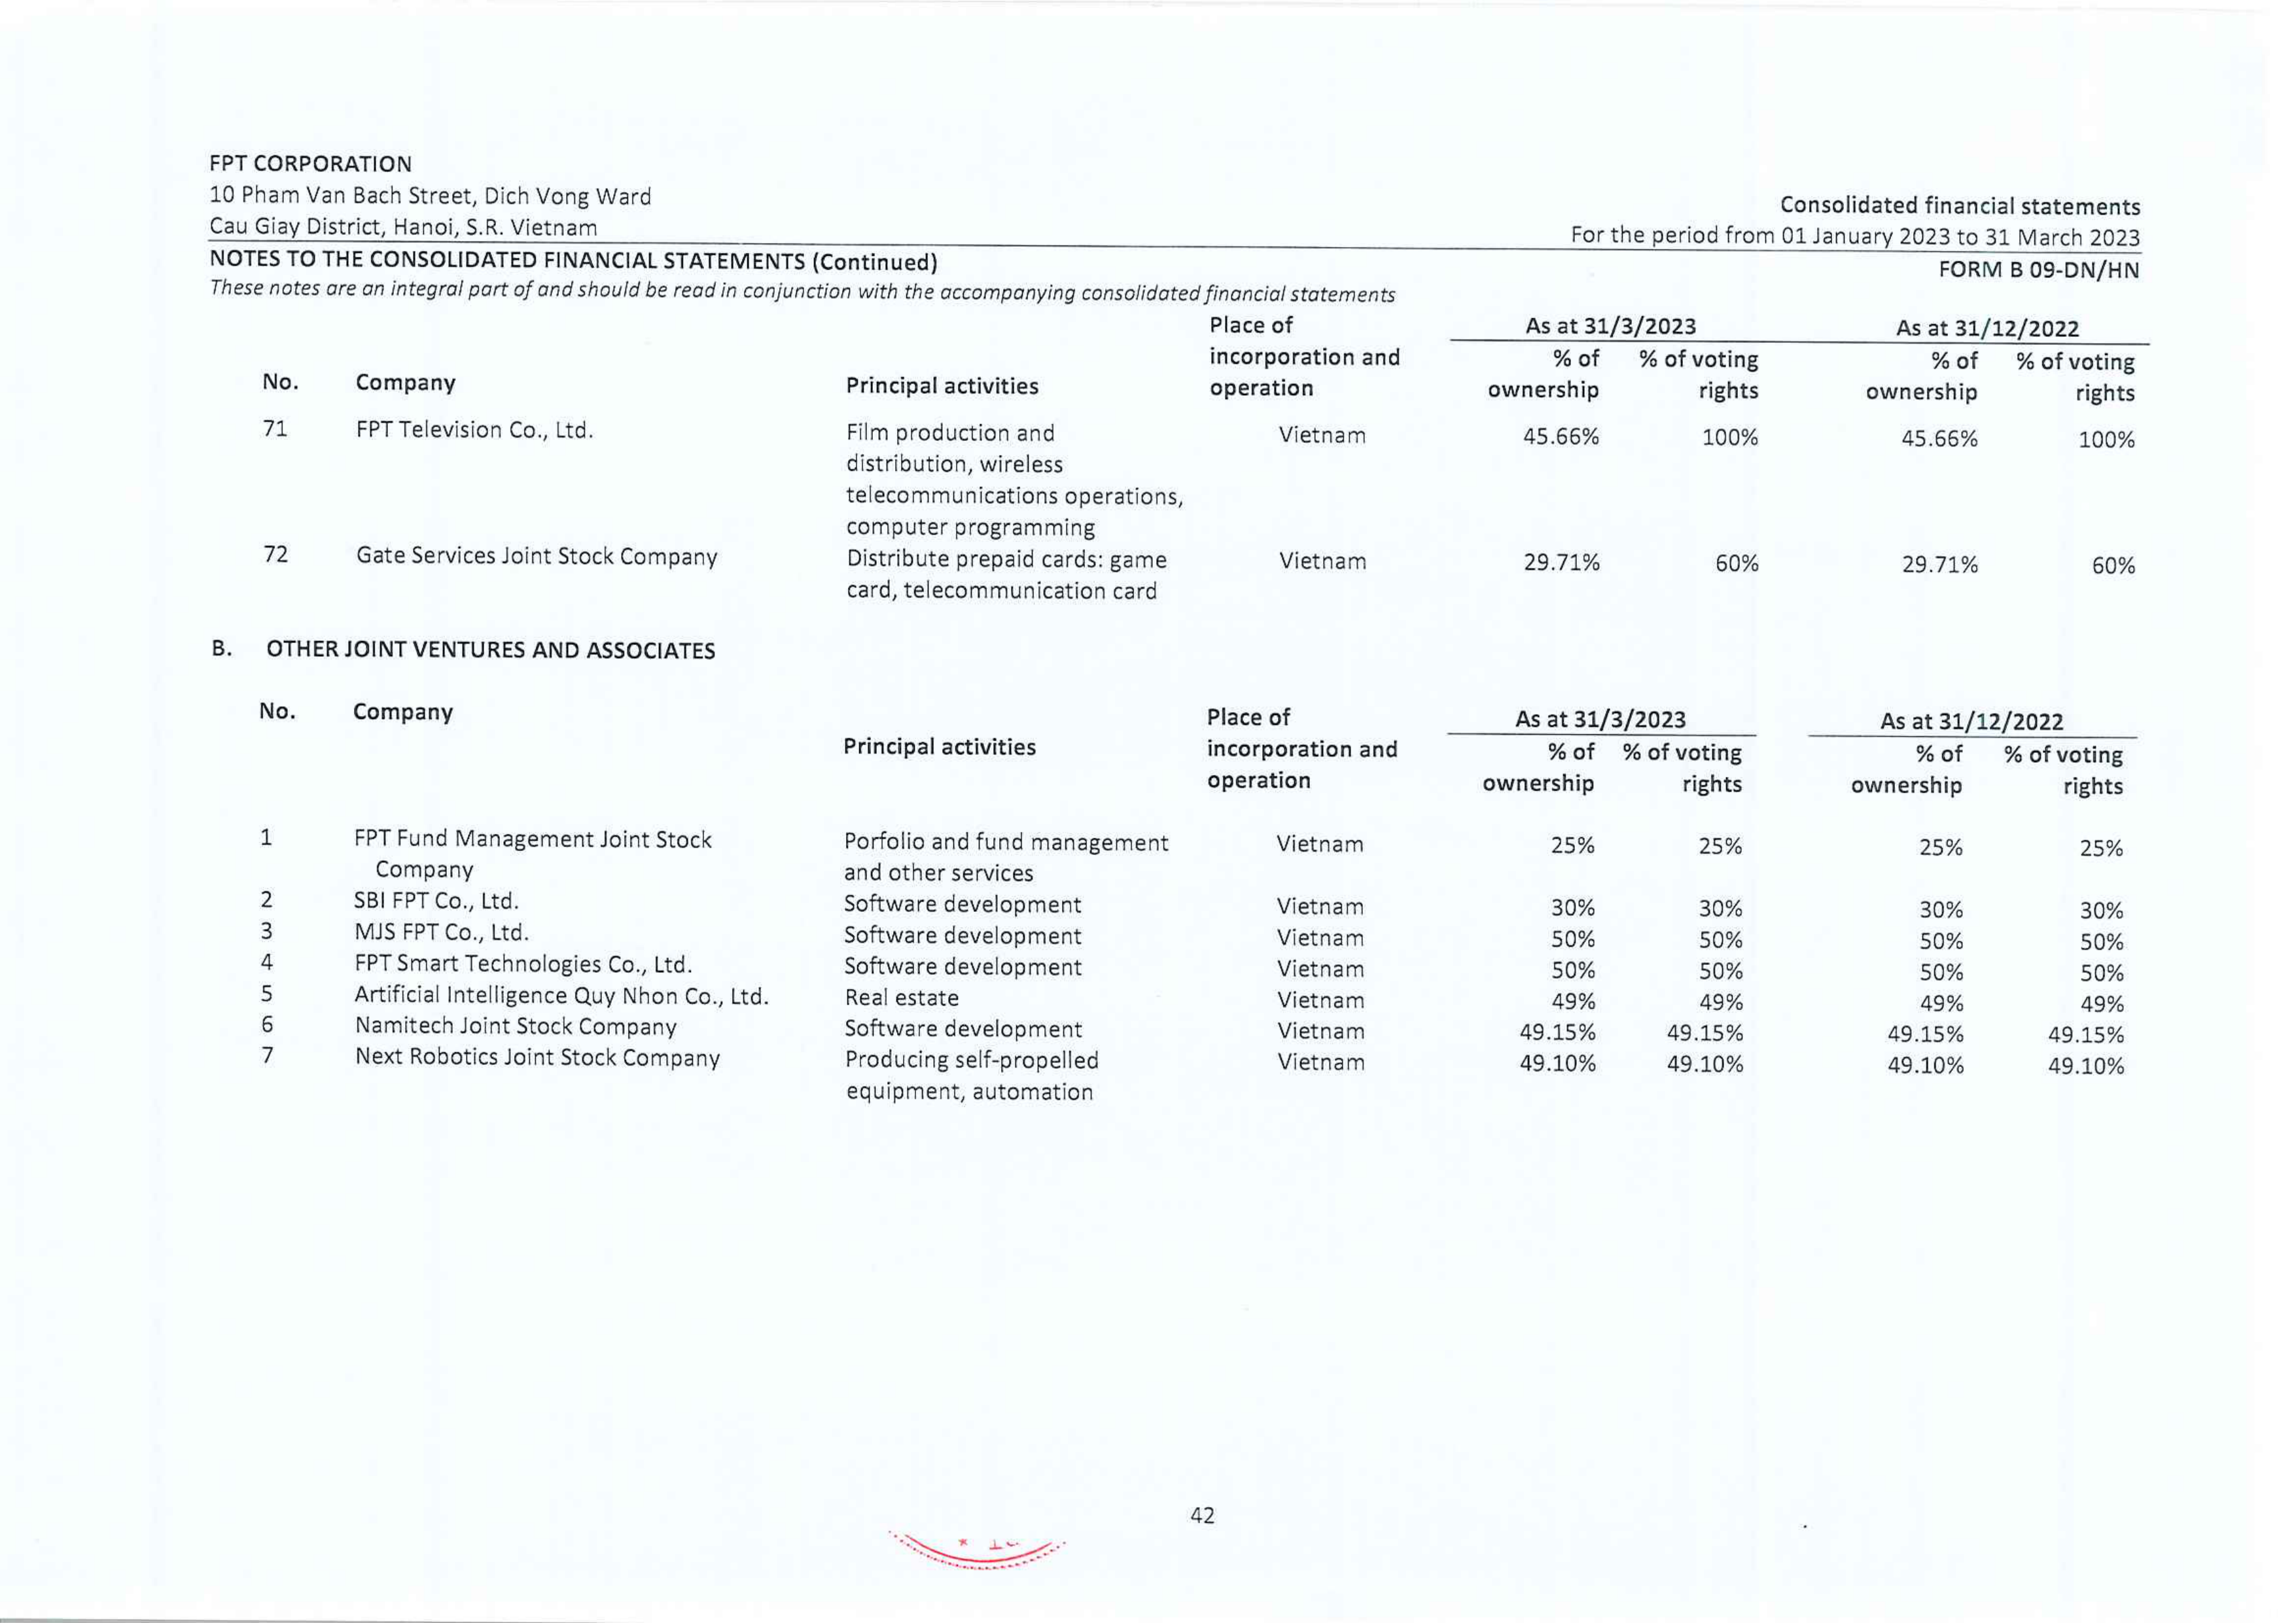 FPT CORPORATION
10 Pham Van Bach Street, Dich Vong Ward
Cau Giay District, Hanoi, S.R. Vietnam
Consolidated financial statements
For the period from 01 January 2023 to 31 March 2023
NOTES TO THE CONSOLIDATED FINANCIAL STATEMENTS (Continued)
FORM B 09-DN/HN
These notes are an integral part of and should be read in conjunction with the accompanying consolidated financial statements
Place of As at 31/3/2023 As at 31/12/2022
incorporation and % of % of voting % of % of voting
No. Company Principal activities operation ownership rights ownership rights
71 FPT Television Co., Ltd. Film production and Vietnam 45.66% 100% 45.66% 100%
distribution, wireless
telecommunications operations,
computer programming
72 Gate Services Joint Stock Company Distribute prepaid cards: game Vietnam 29.71% 60% 29.71% 60%
card, telecommunication card
B. OTHER JOINT VENTURES AND ASSOCIATES
No. Company Place of As at 31/3/2023 As at 31/12/2022
Principal activities incorporation and % of % of voting % of % of voting
operation ownership rights ownership rights
1 FPT Fund Management Joint Stock Porfolio and fund management Vietnam 25% 25% 25% 25%
Company and other services
2 SBI FPT Co., Ltd. Software development Vietnam 30% 30% 30% 30%
3 MJS FPT Co., Ltd. Software development Vietnam 50% 50% 50% 50%
4 FPT Smart Technologies Co., Ltd. Software development Vietnam 50% 50% 50% 50%
5 Artificial Intelligence Quy Nhon Co., Ltd. Real estate Vietnam 49% 49% 49% 49%
6 Namitech Joint Stock Company Software development Vietnam 49.15% 49.15% 49.15% 49.15%
7 Next Robotics Joint Stock Company Producing self-propelled Vietnam 49.10% 49.10% 49.10% 49.10%
equipment, automation
42